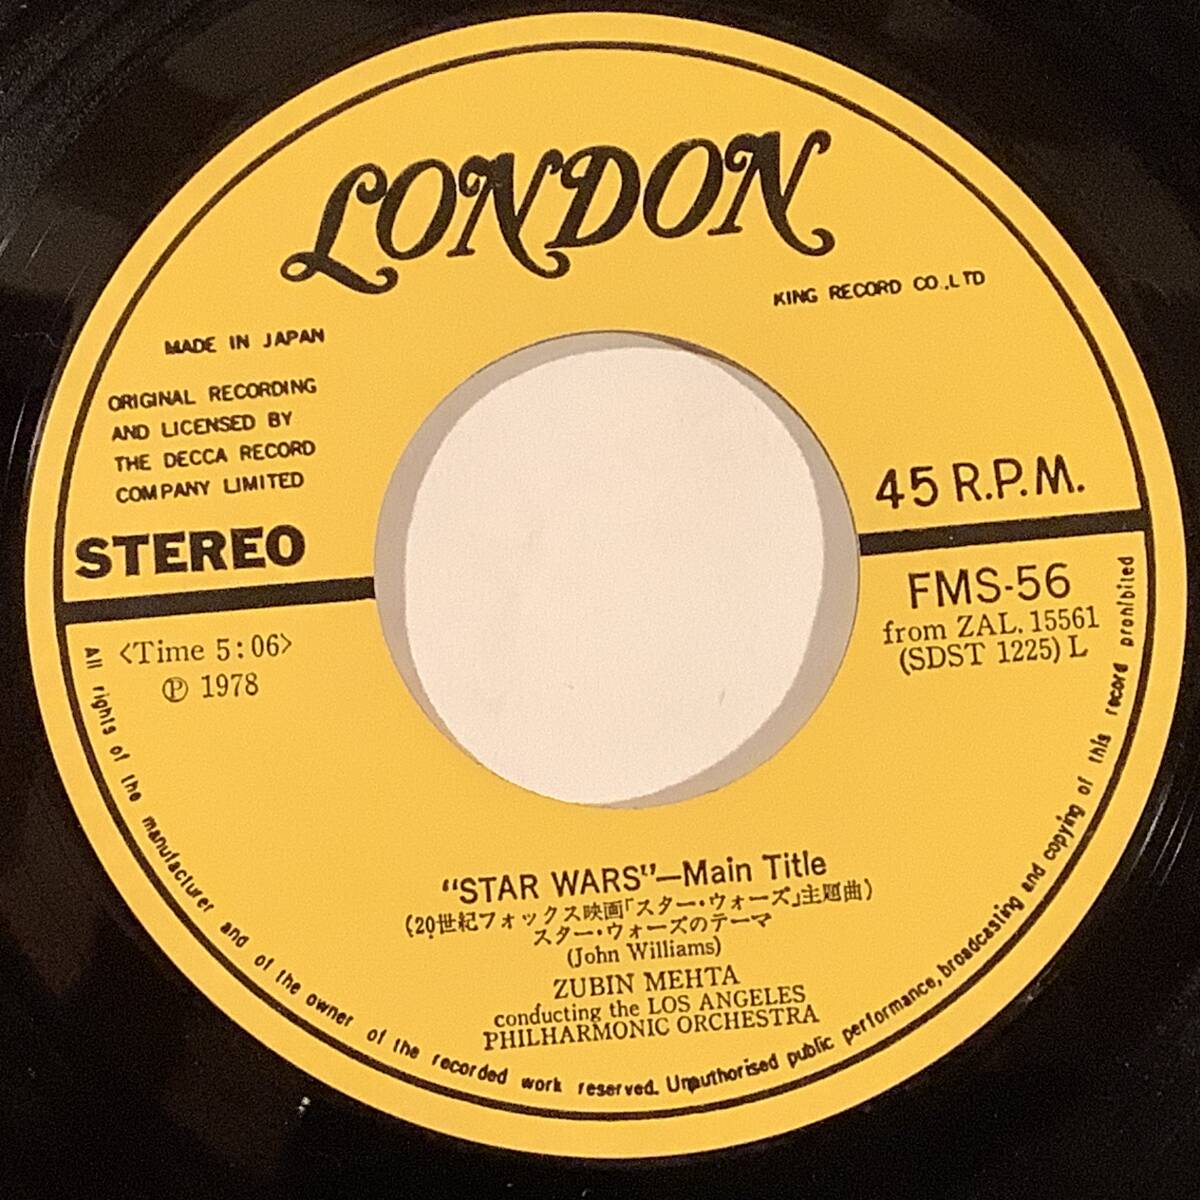 LONDON
KING RECORD CO.,LTD
MADE IN JAPAN
ORIGINAL RECORDING
AND LICENSED BY
THE DECCA RECORD
COMPANY LIMITED
STEREO
45 R.P.M.
<Time 5:06>
Ⓟ 1978
FMS-56
from ZAL. 15561
(SDST 1225) L
"STAR WARS"—Main Title
(20世紀フォックス映画「スター・ウォーズ」主題曲)
スター・ウォーズのテーマ
(John Williams)
ZUBIN MEHTA
conducting the LOS ANGELES
PHILHARMONIC ORCHESTRA
All rights of the manufacturer and of the owner of the recorded work reserved. Unauthorised public performance, broadcasting and copying of this record prohibited